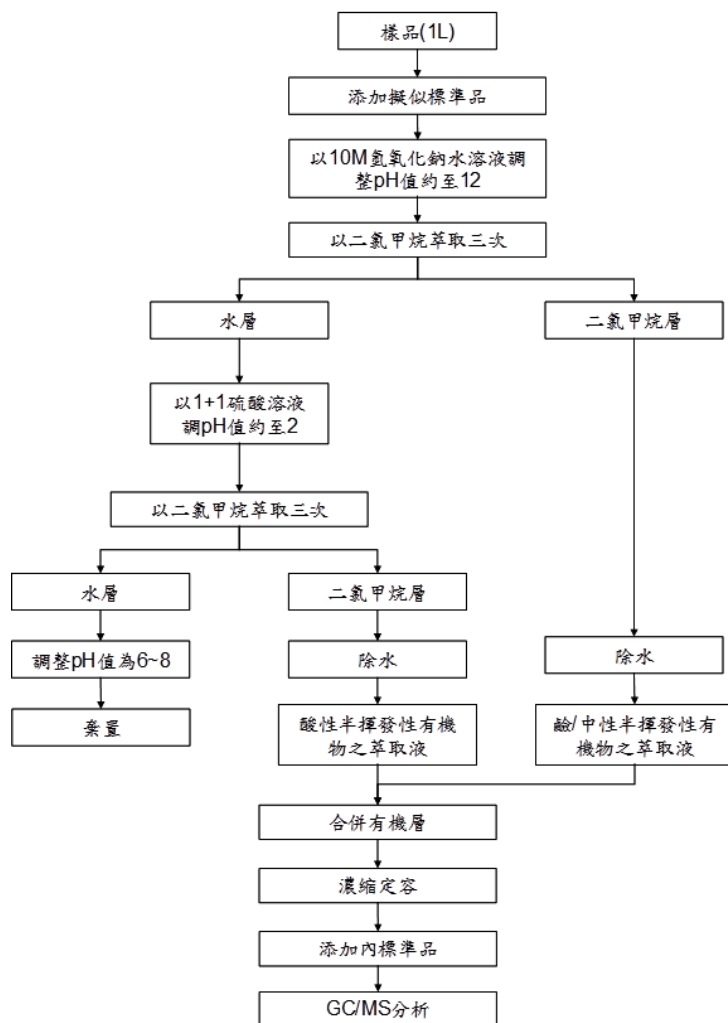 樣品(1L)
添加擬似標準品
以10M氫氧化鈉水溶液調
整pH值約至12
以二氯甲烷萃取三次
水層
二氯甲烷層
以1+1硫酸溶液
調pH值約至2
以二氯甲烷萃取三次
水層
二氯甲烷層
調整pH值為6~8
除水
除水
棄置
酸性半揮發性有機
物之萃取液
鹼/中性半揮發性有
機物之萃取液
合併有機層
濃縮定容
添加內標準品
GC/MS分析